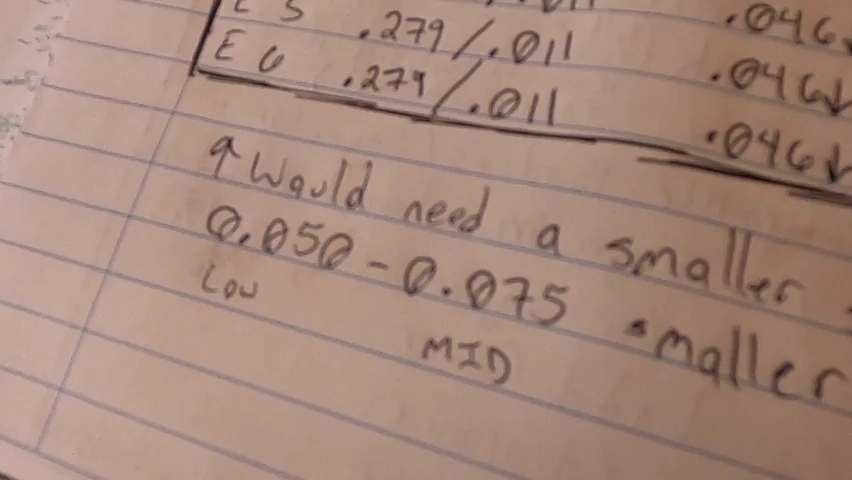 E 5 .279/.011 .046↓
E 6 .279/.011 .046↓
.046↓
↑ Would need a smaller
0.050 - 0.075 smaller
LOW MID